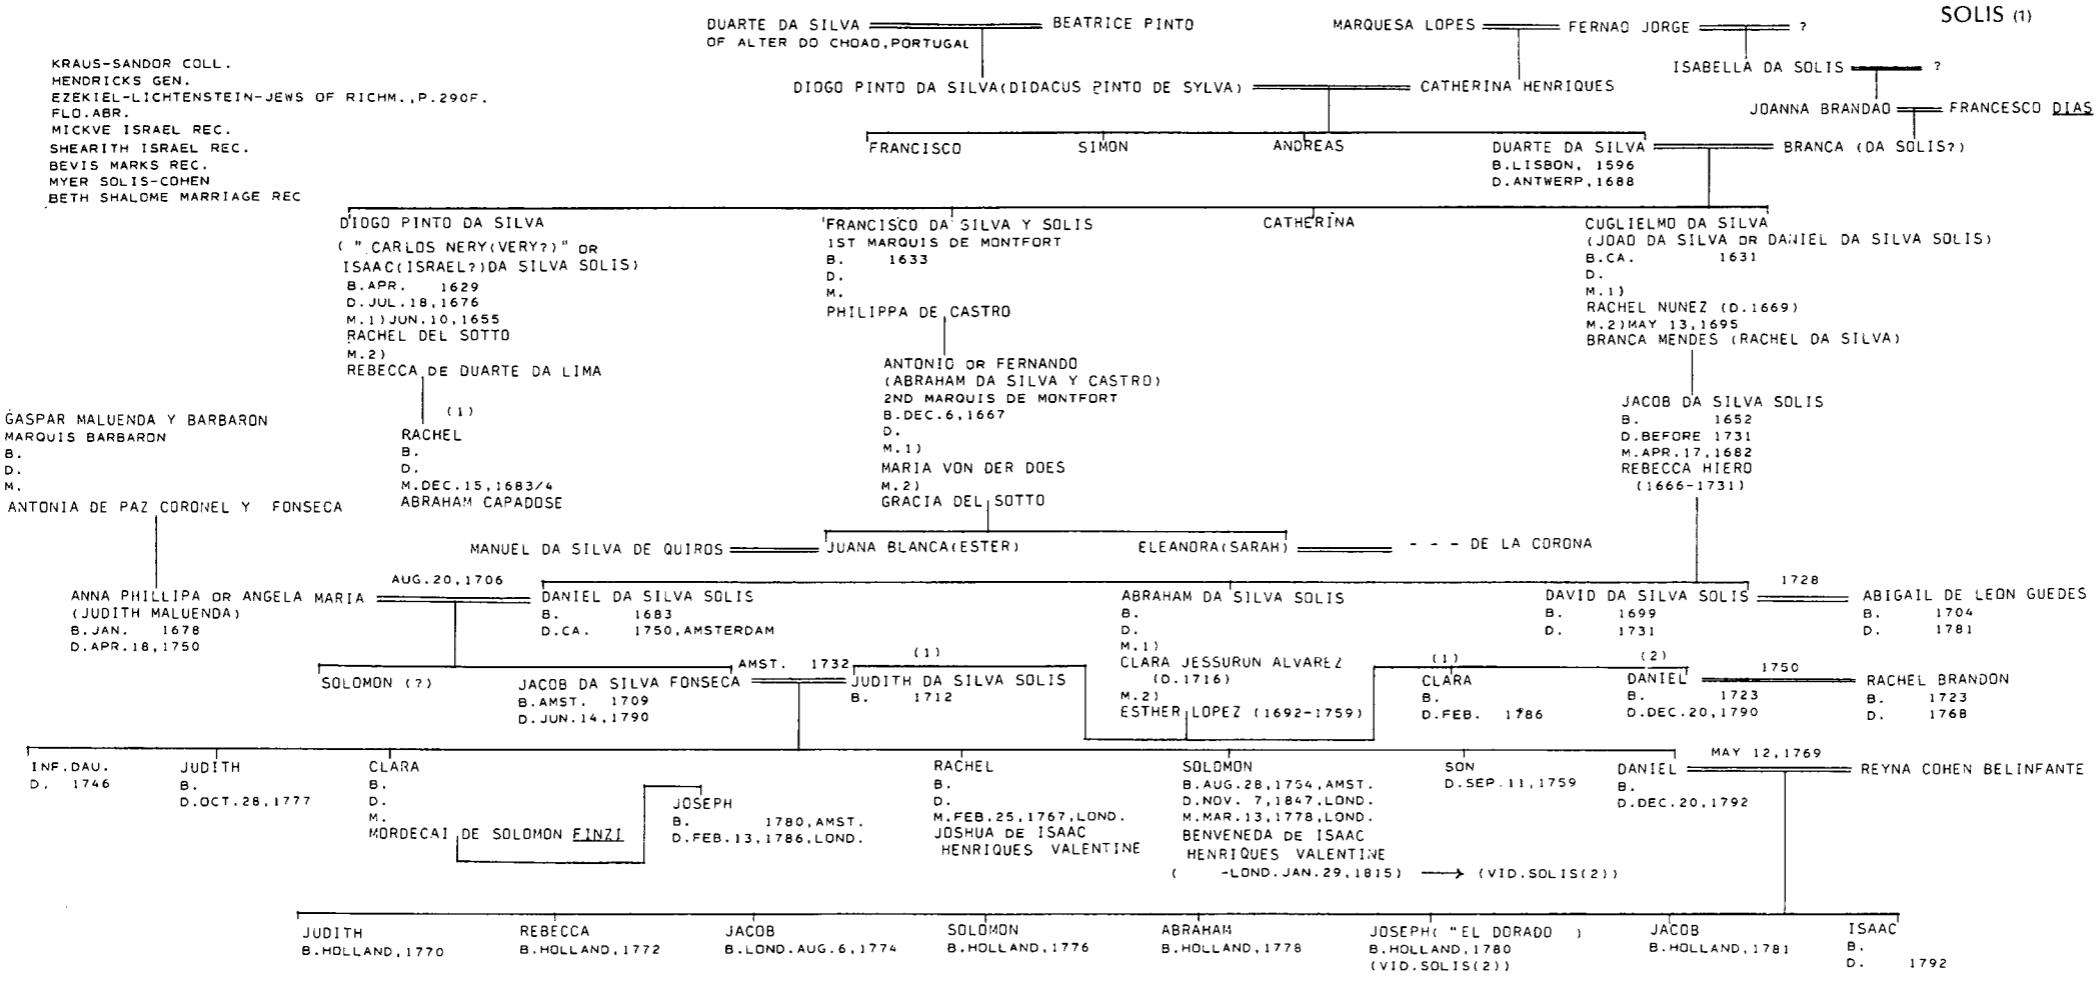 SOLIS (1)
DUARTE DA SILVA
OF ALTER DO CHOAO, PORTUGAL
BEATRICE PINTO
MARQUESA LOPES
FERNAO JORGE
?
KRAUS-SANDOR COLL.
HENDRICKS GEN.
EZEKIEL-LICHTENSTEIN-JEWS OF RICHM.,P.290F.
FLO.ABR.
MICKVE ISRAEL REC.
SHEARITH ISRAEL REC.
BEVIS MARKS REC.
MYER SOLIS-COHEN
BETH SHALOME MARRIAGE REC
ISABELLA DA SOLIS
?
DIOGO PINTO DA SILVA(DIDACUS PINTO DE SYLVA)
CATHERINA HENRIQUES
JOANNA BRANDAO
FRANCESCO DIAS
FRANCISCO
SIMON
ANDREAS
DUARTE DA SILVA
B.LISBON, 1596
D.ANTWERP,1688
BRANCA (DA SOLIS?)
DIOGO PINTO DA SILVA
( " CARLOS NERY(VERY?)" OR
ISAAC(ISRAEL?)DA SILVA SOLIS)
B.APR. 1629
D.JUL.18,1676
M.1)JUN.10,1655
RACHEL DEL SOTTO
M.2)
REBECCA DE DUARTE DA LIMA
FRANCISCO DA SILVA Y SOLIS
1ST MARQUIS DE MONTFORT
B. 1633
D.
M.
PHILIPPA DE CASTRO
CATHERINA
CUGLIELMO DA SILVA
(JOAO DA SILVA OR DANIEL DA SILVA SOLIS)
B.CA. 1631
D.
M.1)
RACHEL NUNEZ (D.1669)
M.2)MAY 13,1695
BRANCA MENDES (RACHEL DA SILVA)
GASPAR MALUENDA Y BARBARON
MARQUIS BARBARON
B.
D.
M.
ANTONIA DE PAZ CORONEL Y FONSECA
(1)
RACHEL
B.
D.
M.DEC.15,1683/4
ABRAHAM CAPADOSE
ANTONIO OR FERNANDO
(ABRAHAM DA SILVA Y CASTRO)
2ND MARQUIS DE MONTFORT
B.DEC.6,1667
D.
M.1)
MARIA VON DER DOES
M.2)
GRACIA DEL SOTTO
JACOB DA SILVA SOLIS
B. 1652
D.BEFORE 1731
M.APR.17,1682
REBECCA HIERO
(1666-1731)
MANUEL DA SILVA DE QUIROS
JUANA BLANCA(ESTER)
ELEANORA(SARAH)
- - - DE LA CORONA
ANNA PHILLIPA OR ANGELA MARIA
(JUDITH MALUENDA)
B.JAN. 1678
D.APR.18,1750
AUG.20,1706
DANIEL DA SILVA SOLIS
B. 1683
D.CA. 1750,AMSTERDAM
ABRAHAM DA SILVA SOLIS
B.
D.
M.1)
CLARA JESSURUN ALVAREZ
(D.1716)
M.2)
ESTHER LOPEZ (1692-1759)
DAVID DA SILVA SOLIS
B. 1699
D. 1731
1728
ABIGAIL DE LEON GUEDES
B. 1704
D. 1781
SOLOMON (?)
JACOB DA SILVA FONSECA
B.AMST. 1709
D.JUN.14,1790
AMST. 1732
(1)
JUDITH DA SILVA SOLIS
B. 1712
(1)
CLARA
B.
D.FEB. 1786
(2)
DANIEL
B. 1723
D.DEC.20,1790
1750
RACHEL BRANDON
B. 1723
D. 1768
INF.DAU.
D. 1746
JUDITH
B.
D.OCT.28,1777
CLARA
B.
D.
M.
MORDECAI DE SOLOMON FINZI
JOSEPH
B. 1780,AMST.
D.FEB.13,1786,LOND.
RACHEL
B.
D.
M.FEB.25,1767,LOND.
JOSHUA DE ISAAC
HENRIQUES VALENTINE
SOLOMON
B.AUG.28,1754,AMST.
D.NOV. 7,1847,LOND.
M.MAR.13,1778,LOND.
BENVENEDA DE ISAAC
HENRIQUES VALENTINE
( -LOND.JAN.29,1815) → (VID.SOLIS(2))
SON
D.SEP.11,1759
DANIEL
B.
D.DEC.20,1792
MAY 12,1769
REYNA COHEN BELINFANTE
JUDITH
B.HOLLAND,1770
REBECCA
B.HOLLAND,1772
JACOB
B.LOND.AUG.6,1774
SOLOMON
B.HOLLAND,1776
ABRAHAM
B.HOLLAND,1778
JOSEPH( "EL DORADO )
B.HOLLAND,1780
(VID.SOLIS(2))
JACOB
B.HOLLAND,1781
ISAAC
B.
D. 1792